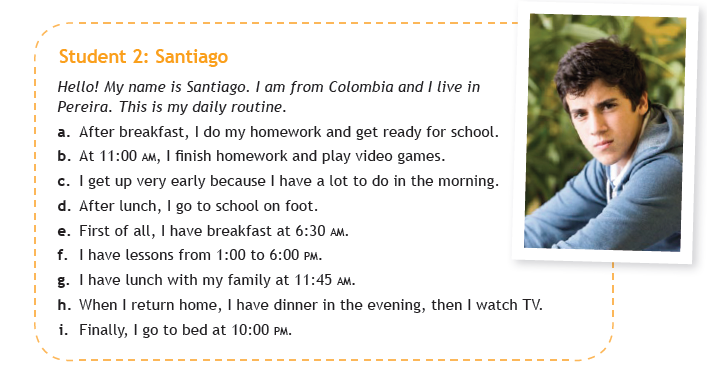 Student 2: Santiago
Hello! My name is Santiago. I am from Colombia and I live in
Pereira. This is my daily routine.
a. After breakfast, I do my homework and get ready for school.
b. At 11:00 AM, I finish homework and play video games.
c. I get up very early because I have a lot to do in the morning.
d. After lunch, I go to school on foot.
e. First of all, I have breakfast at 6:30 AM.
f. I have lessons from 1:00 to 6:00 PM.
g. I have lunch with my family at 11:45 AM.
h. When I return home, I have dinner in the evening, then I watch TV.
i. Finally, I go to bed at 10:00 PM.